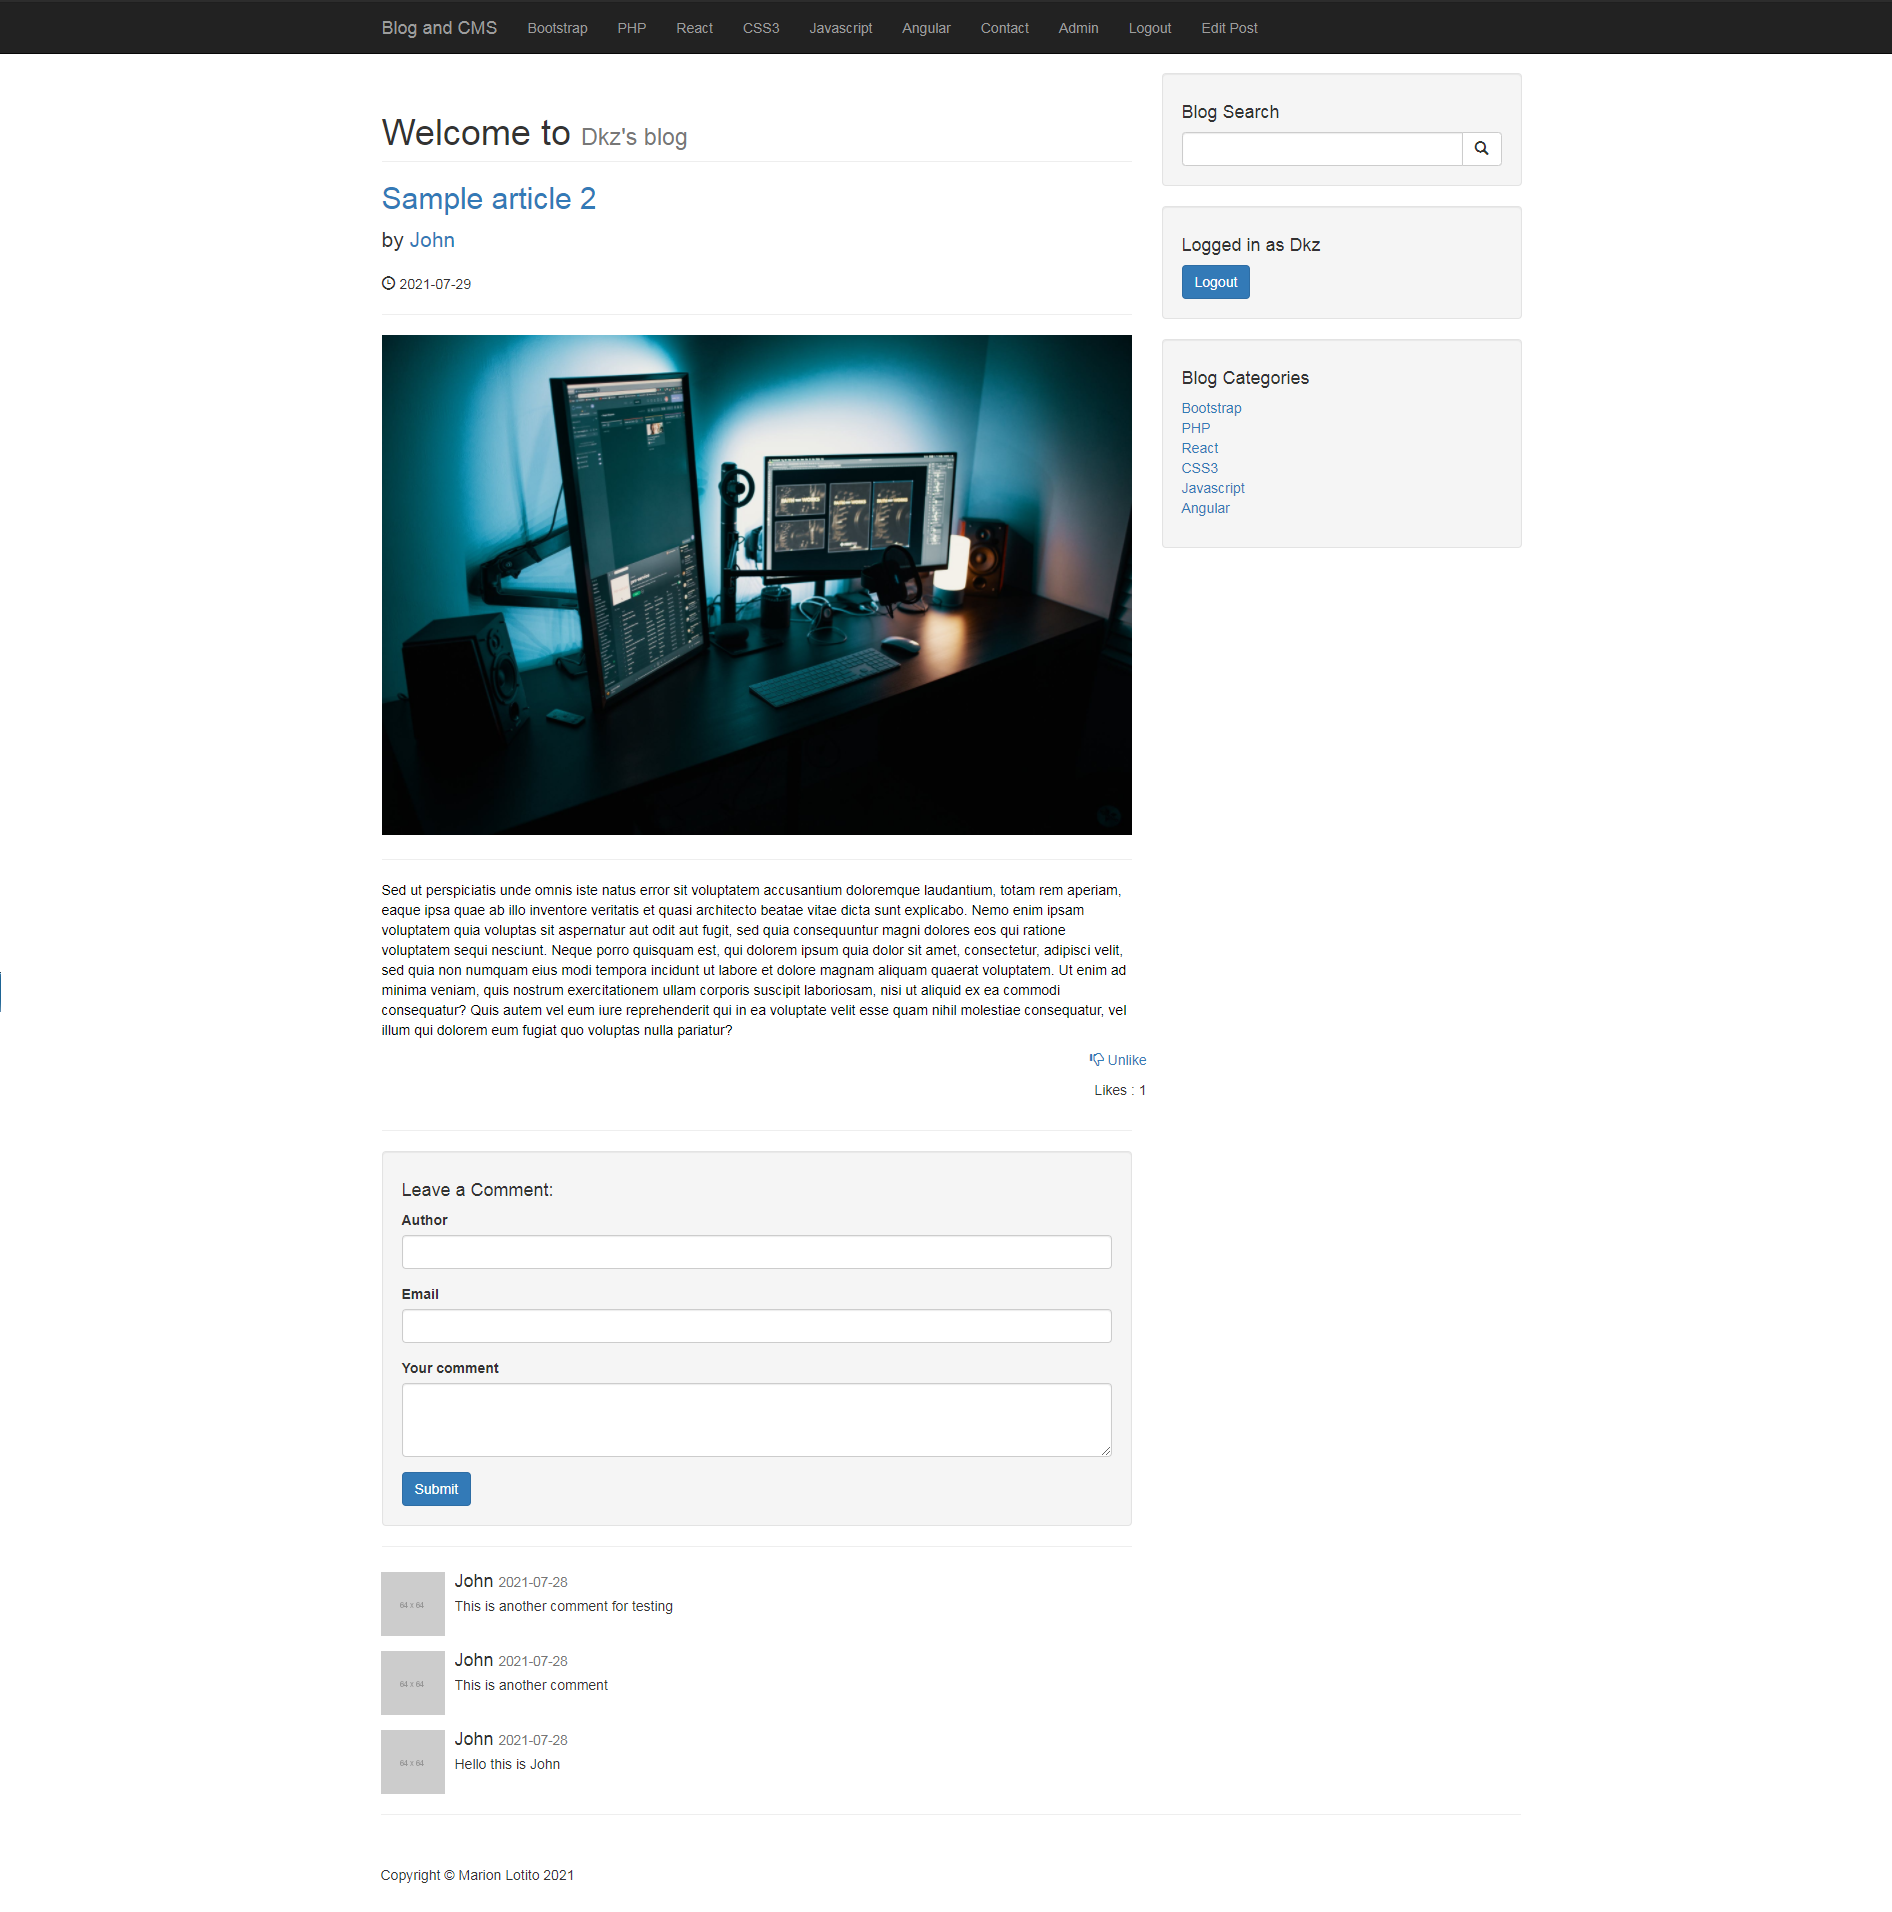 Blog and CMS Bootstrap PHP React CSS3 Javascript Angular Contact Admin Logout Edit Post
Welcome to Dkz's blog
Sample article 2
by John
2021-07-29
Sed ut perspiciatis unde omnis iste natus error sit voluptatem accusantium doloremque laudantium, totam rem aperiam,
eaque ipsa quae ab illo inventore veritatis et quasi architecto beatae vitae dicta sunt explicabo. Nemo enim ipsam
voluptatem quia voluptas sit aspernatur aut odit aut fugit, sed quia consequuntur magni dolores eos qui ratione
voluptatem sequi nesciunt. Neque porro quisquam est, qui dolorem ipsum quia dolor sit amet, consectetur, adipisci velit,
sed quia non numquam eius modi tempora incidunt ut labore et dolore magnam aliquam quaerat voluptatem. Ut enim ad
minima veniam, quis nostrum exercitationem ullam corporis suscipit laboriosam, nisi ut aliquid ex ea commodi
consequatur? Quis autem vel eum iure reprehenderit qui in ea voluptate velit esse quam nihil molestiae consequatur, vel
illum qui dolorem eum fugiat quo voluptas nulla pariatur?
Unlike
Likes : 1
Leave a Comment:
Author
Email
Your comment
Submit
64 x 64
John 2021-07-28
This is another comment for testing
64 x 64
John 2021-07-28
This is another comment
64 x 64
John 2021-07-28
Hello this is John
Blog Search
Logged in as Dkz
Logout
Blog Categories
Bootstrap
PHP
React
CSS3
Javascript
Angular
Copyright © Marion Lotito 2021